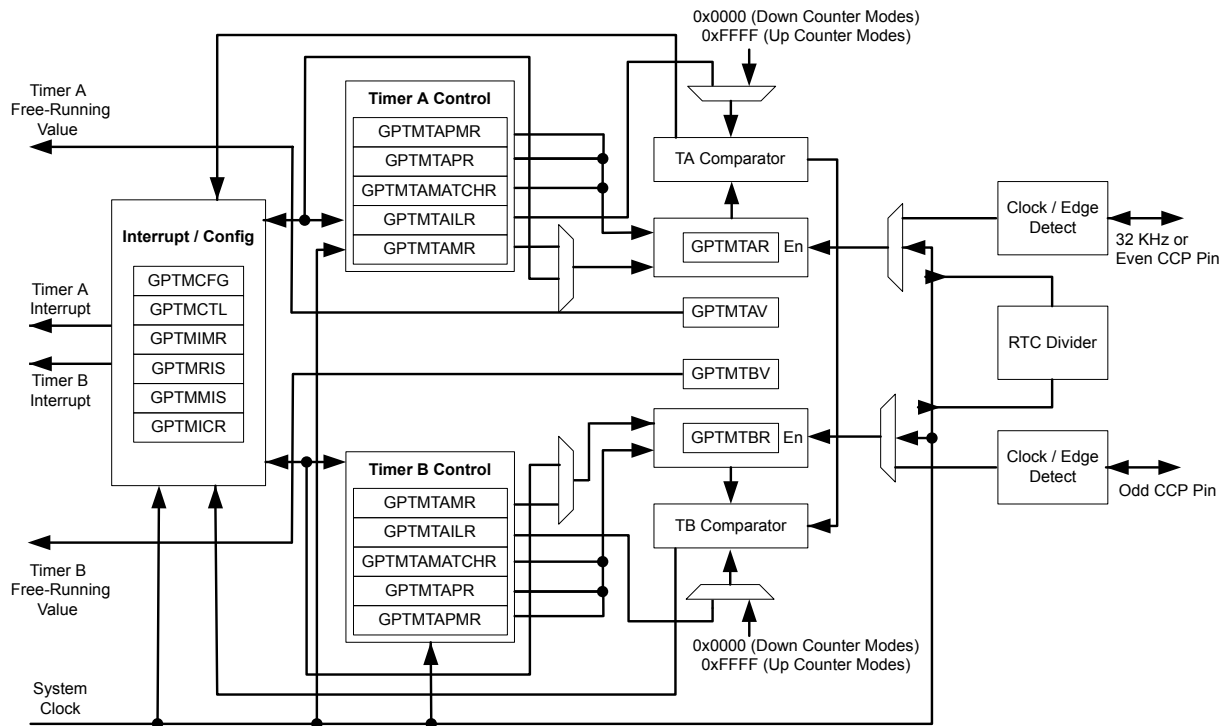 0x0000 (Down Counter Modes)
0xFFFF (Up Counter Modes)
Timer A
Free-Running
Value
Timer A Control
GPTMTAPMR
GPTMTAPR
GPTMTAMATCHR
GPTMTAILR
GPTMTAMR
TA Comparator
GPTMTAR
En
Clock / Edge
Detect
32 KHz or
Even CCP Pin
Interrupt / Config
GPTMCFG
GPTMCTL
GPTMIMR
GPTMRIS
GPTMMIS
GPTMICR
Timer A
Interrupt
Timer B
Interrupt
GPTMTAV
GPTMTBV
RTC Divider
GPTMTBR
En
Clock / Edge
Detect
Odd CCP Pin
Timer B Control
GPTMTAMR
GPTMTAILR
GPTMTAMATCHR
GPTMTAPR
GPTMTAPMR
TB Comparator
Timer B
Free-Running
Value
0x0000 (Down Counter Modes)
0xFFFF (Up Counter Modes)
System
Clock